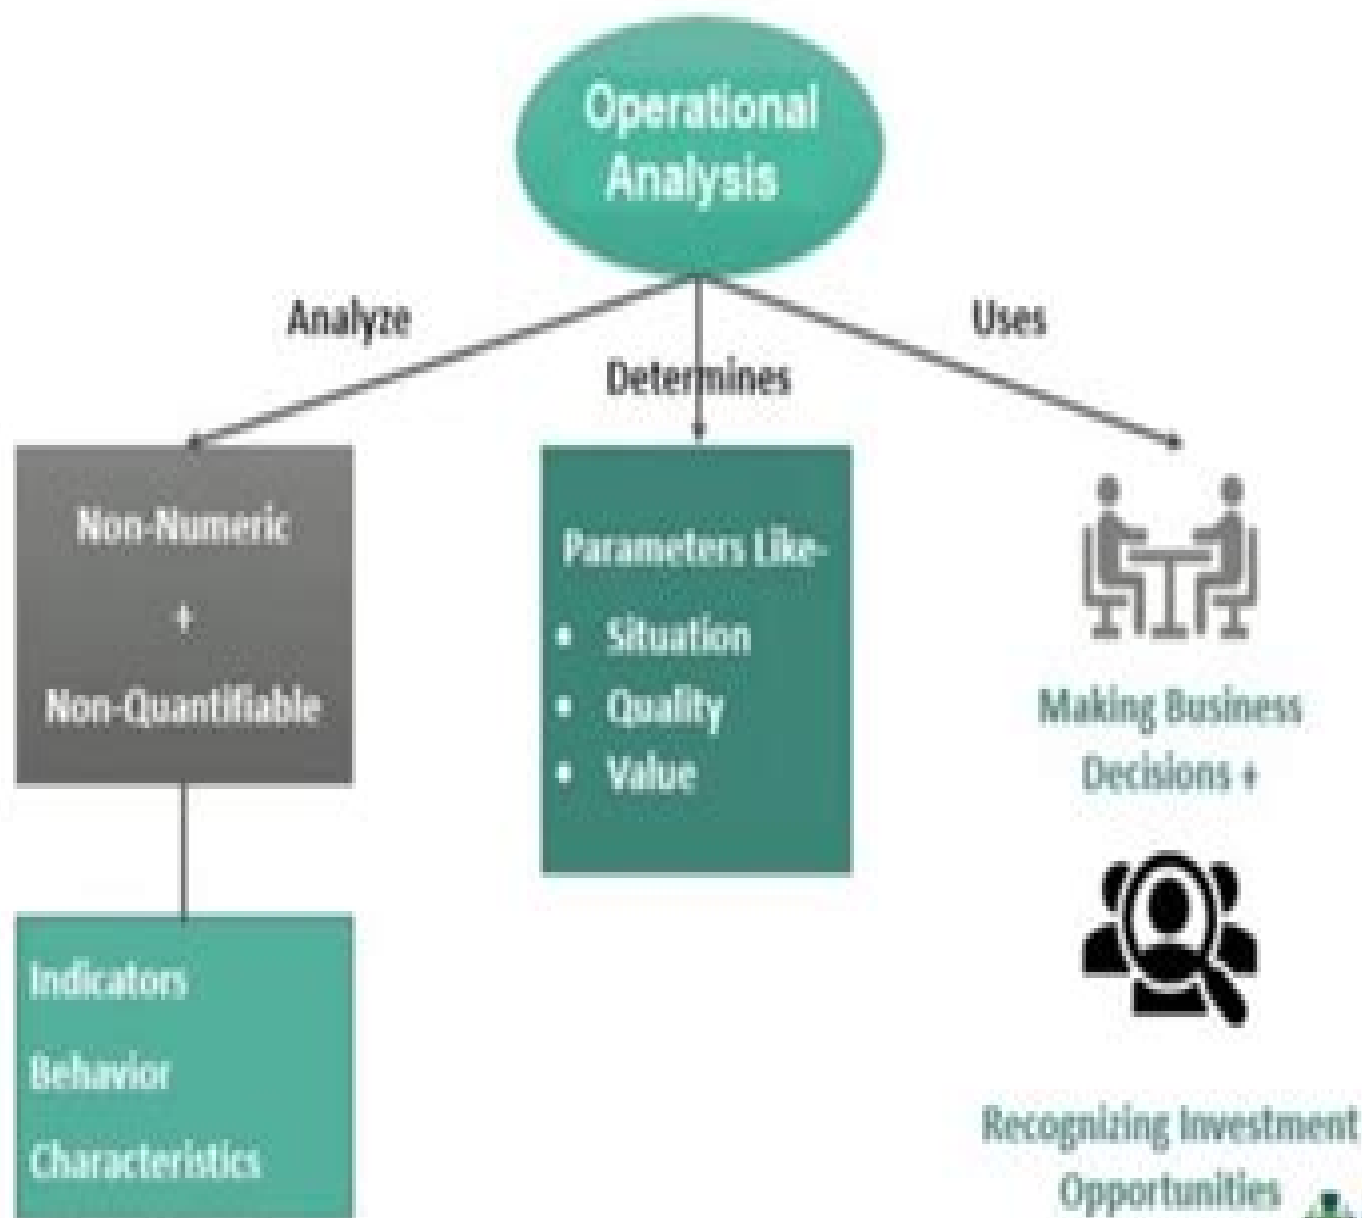 Operational
Analysis
Analyze
Determines
Uses
Non-Numeric
+
Non-Quantifiable
Parameters Like-
• Situation
• Quality
• Value
Making Business
Decisions +
Indicators
Behavior
Characteristics
Recognizing Investment
Opportunities